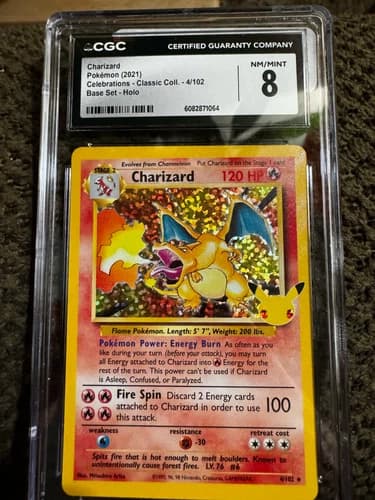 CGC
CERTIFIED GUARANTY COMPANY
Charizard
Pokémon (2021)
Celebrations - Classic Coll. - 4/102
Base Set - Holo
NM/MINT
8
6082871064
STAGE 2
Evolves from Charmeleon
Put Charizard on the Stage 1 card
Charizard
120 HP
Flame Pokémon. Length: 5' 7", Weight: 200 lbs.
Pokémon Power: Energy Burn As often as you
like during your turn (before your attack), you may turn
all Energy attached to Charizard into Energy for the
rest of the turn. This power can't be used if Charizard
is Asleep, Confused, or Paralyzed.
Fire Spin Discard 2 Energy cards
attached to Charizard in order to use
this attack.
100
weakness
resistance
retreat cost
-30
Spits fire that is hot enough to melt boulders. Known to
unintentionally cause forest fires. LV. 76 #6
Illus. Mitsuhiro Arita
4/102